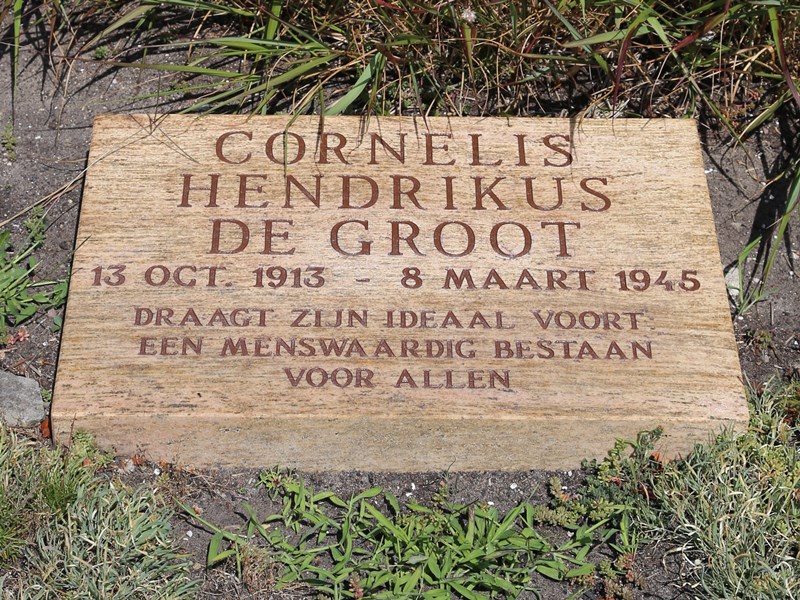 CORNELIS
HENDRIKUS
DE GROOT
13 OCT. 1913 - 8 MAART 1945
DRAAGT ZIJN IDEAAL VOORT.
EEN MENSWAARDIG BESTAAN
VOOR ALLEN